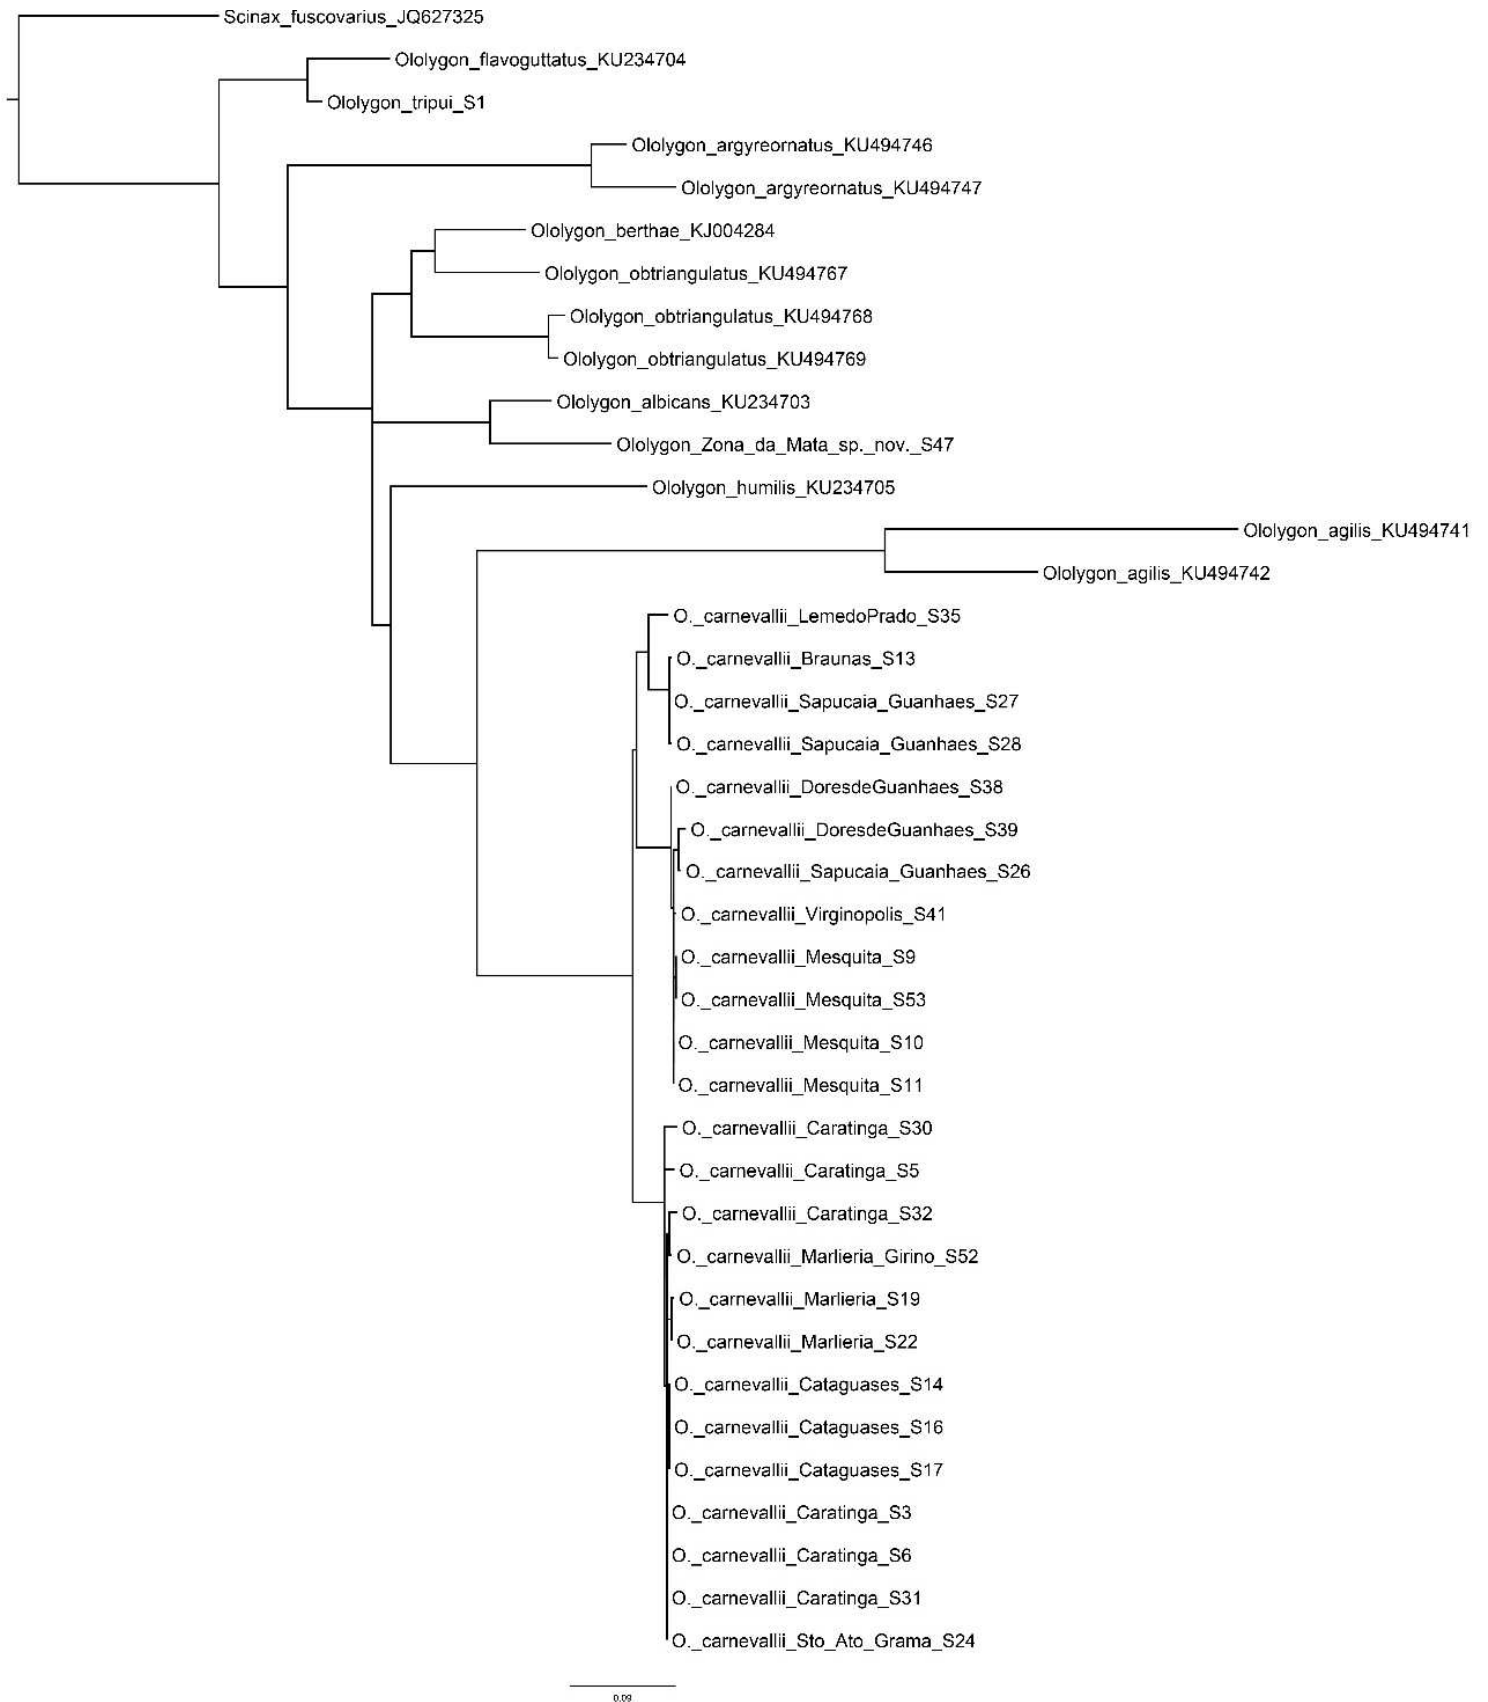 Scinax_fuscovarius_JQ627325
Ololygon_flavoguttatus_KU234704
Ololygon_tripui_S1
Ololygon_argyreornatus_KU494746
Ololygon_argyreornatus_KU494747
Ololygon_berthae_KJ004284
Ololygon_obtriangulatus_KU494767
Ololygon_obtriangulatus_KU494768
Ololygon_obtriangulatus_KU494769
Ololygon_albicans_KU234703
Ololygon_Zona_da_Mata_sp._nov._S47
Ololygon_humilis_KU234705
Ololygon_agilis_KU494741
Ololygon_agilis_KU494742
O._carnevallii_LemedoPrado_S35
O._carnevallii_Braunas_S13
O._carnevallii_Sapucaia_Guanhaes_S27
O._carnevallii_Sapucaia_Guanhaes_S28
O._carnevallii_DoresdeGuanhaes_S38
O._carnevallii_DoresdeGuanhaes_S39
O._carnevallii_Sapucaia_Guanhaes_S26
O._carnevallii_Virginopolis_S41
O._carnevallii_Mesquita_S9
O._carnevallii_Mesquita_S53
O._carnevallii_Mesquita_S10
O._carnevallii_Mesquita_S11
O._carnevallii_Caratinga_S30
O._carnevallii_Caratinga_S5
O._carnevallii_Caratinga_S32
O._carnevallii_Marlieria_Girino_S52
O._carnevallii_Marlieria_S19
O._carnevallii_Marlieria_S22
O._carnevallii_Cataguases_S14
O._carnevallii_Cataguases_S16
O._carnevallii_Cataguases_S17
O._carnevallii_Caratinga_S3
O._carnevallii_Caratinga_S6
O._carnevallii_Caratinga_S31
O._carnevallii_Sto_Ato_Grama_S24
0.09